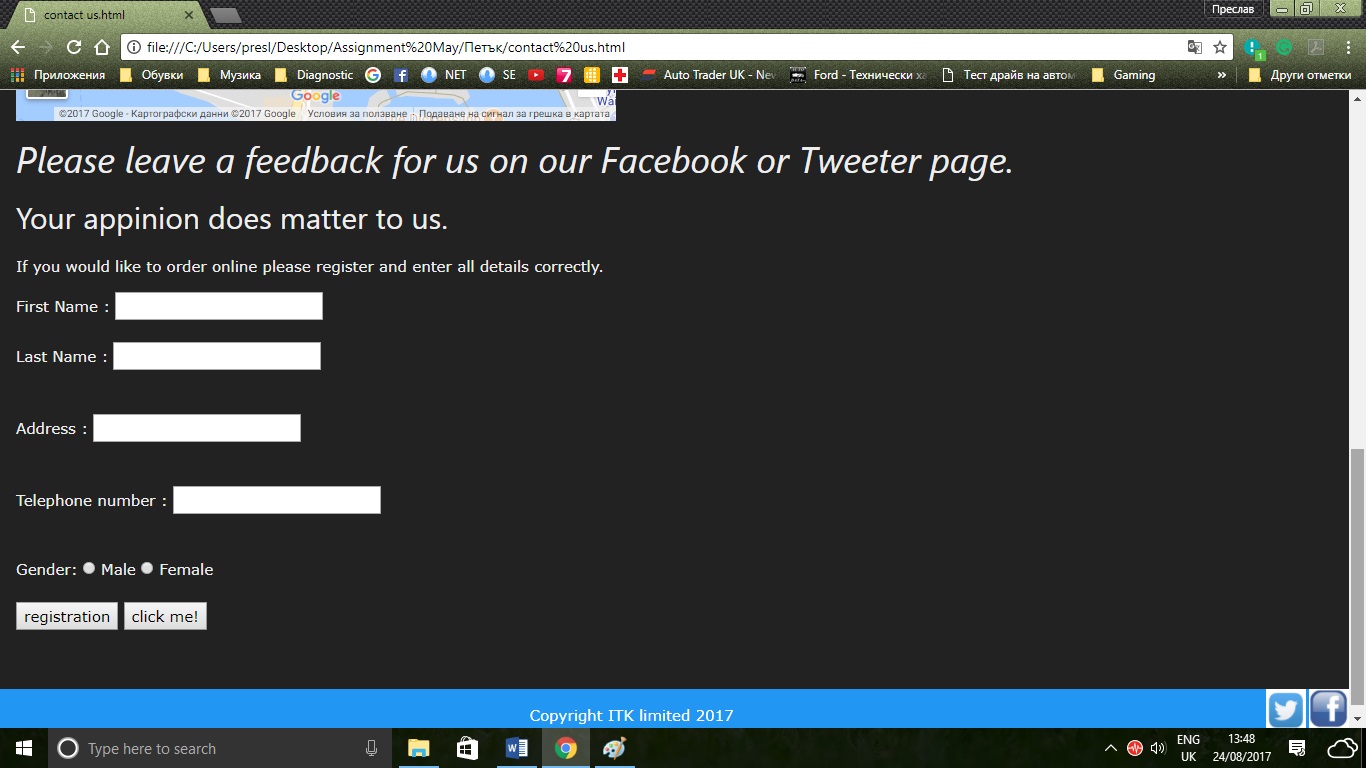 contact us.html
Преслав
file:///C:/Users/presl/Desktop/Assignment%20May/Петък/contact%20us.html
Приложения Обувки Музика Diagnostic NET SE Auto Trader UK - Nev Ford - Технически ха Тест драйв на автом Gaming » Други отметки
Google
©2017 Google - Картографски данни ©2017 Google Условия за ползване Подаване на сигнал за грешка в картата
Please leave a feedback for us on our Facebook or Tweeter page.
Your appinion does matter to us.
If you would like to order online please register and enter all details correctly.
First Name :
Last Name :
Address :
Telephone number :
Gender: Male Female
registration click me!
Copyright ITK limited 2017
Type here to search
ENG
UK
13:48
24/08/2017